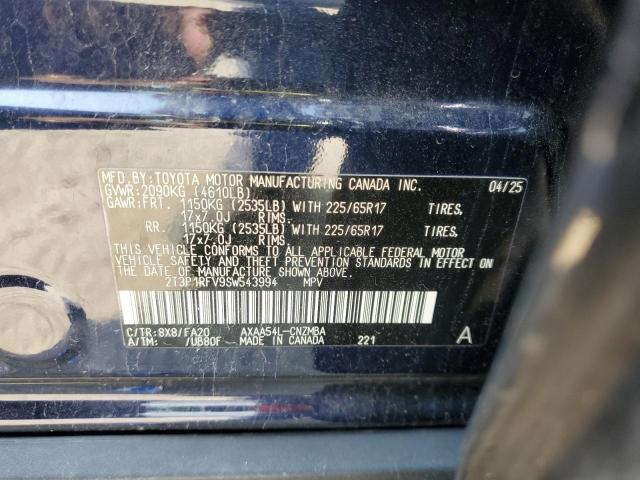 MFD.BY:TOYOTA MOTOR MANUFACTURING CANADA INC. 04/25
GVWR:2090KG (4610LB)
GAWR:FRT. 1150KG (2535LB) WITH 225/65R17 TIRES.
17x7.0J RIMS.
RR. 1150KG (2535LB) WITH 225/65R17 TIRES.
17x7.0J RIMS.
THIS VEHICLE CONFORMS TO ALL APPLICABLE FEDERAL MOTOR
VEHICLE SAFETY AND THEFT PREVENTION STANDARDS IN EFFECT ON
THE DATE OF MANUFACTURE SHOWN ABOVE.
2T3P1RFV9SW543994 MPV
C/TR:8X8/FA20 AXAA54L-CNZMBA
A/TM: /UB80F MADE IN CANADA 221 A